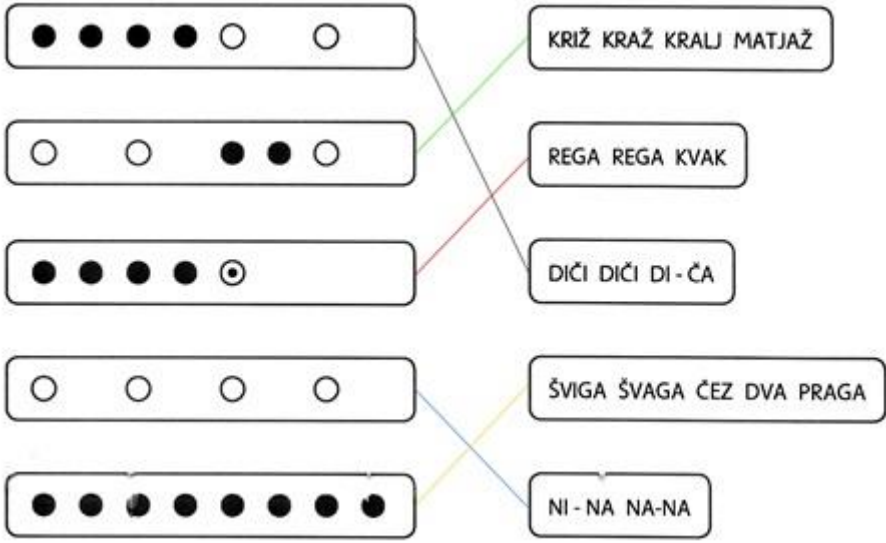 KRIŽ KRAŽ KRALJ MATJAŽ
REGA REGA KVAK
DIČI DIČI DI - ČA
ŠVIGA ŠVAGA ČEZ DVA PRAGA
NI - NA NA-NA